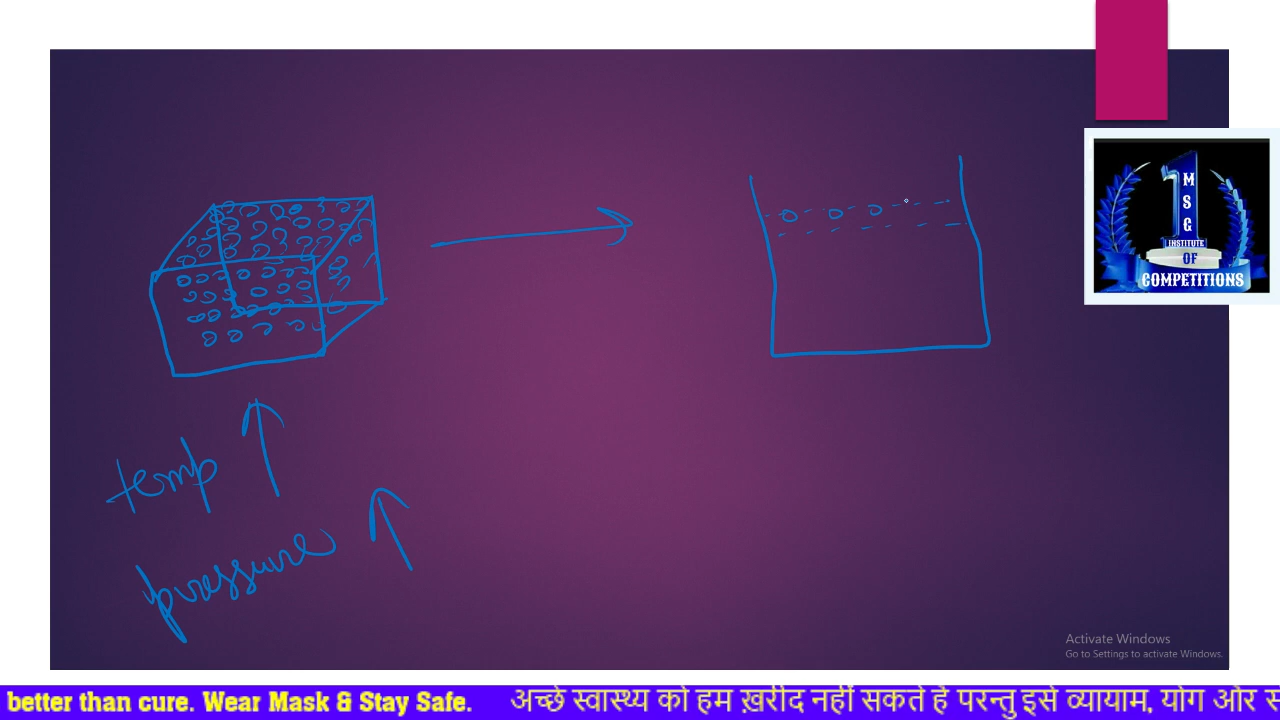 M
S
G
INSTITUTE
OF
COMPETITIONS
temp
pressure
Activate Windows
Go to Settings to activate Windows.
better than cure. Wear Mask & Stay Safe. अच्छे स्वास्थ्य को हम ख़रीद नहीं सकते हैं परन्तु इसे व्यायाम, योग और